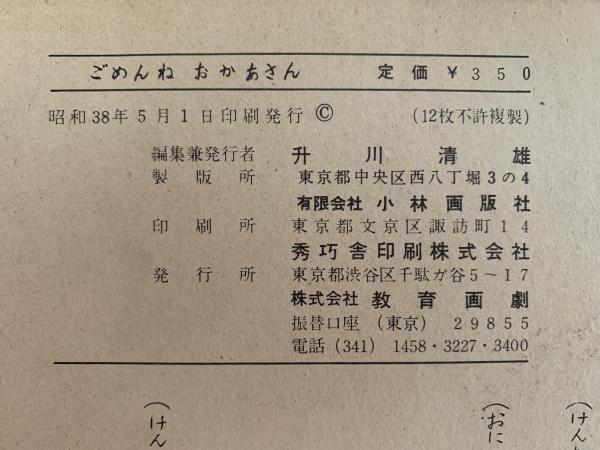 ごめんね おかあさん 定価 ¥350
昭和38年5月1日印刷発行 © (12枚不許複製)
編集兼発行者 升川清雄
製版所 東京都中央区西八丁堀3の4
有限会社 小林画版社
印刷所 東京都文京区諏訪町14
秀巧舎印刷株式会社
発行所 東京都渋谷区千駄ガ谷5~17
株式会社 教育画劇
振替口座 (東京) 29855
電話 (341) 1458・3227・3400
(けん
(おに
(けん